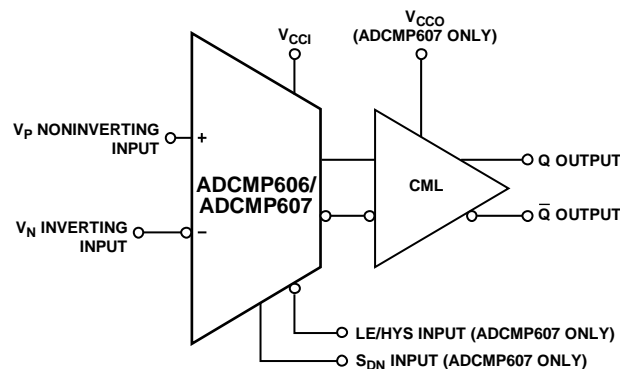 V_CCI
V_CCO
(ADCMP607 ONLY)
V_P NONINVERTING
INPUT
+
ADCMP606/
ADCMP607
CML
Q OUTPUT
V_N INVERTING
INPUT
–
Q̅ OUTPUT
LE/HYS INPUT (ADCMP607 ONLY)
S_DN INPUT (ADCMP607 ONLY)